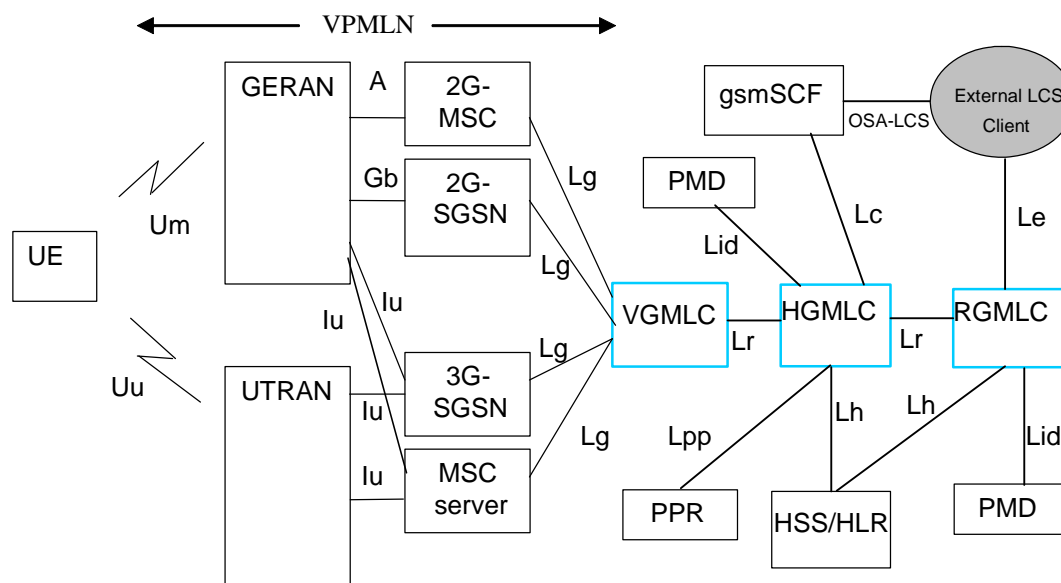 VPMLN
GERAN
A
2G-
MSC
gsmSCF
OSA-LCS
External LCS
Client
Gb
2G-
SGSN
Lg
PMD
Lc
Le
Um
UE
Lid
Lg
Iu
Iu
VGMLC
Lr
HGMLC
Lr
RGMLC
Uu
UTRAN
Iu
3G-
SGSN
Lg
Lg
Lpp
Lh
Lh
Lid
Iu
MSC
server
PPR
HSS/HLR
PMD